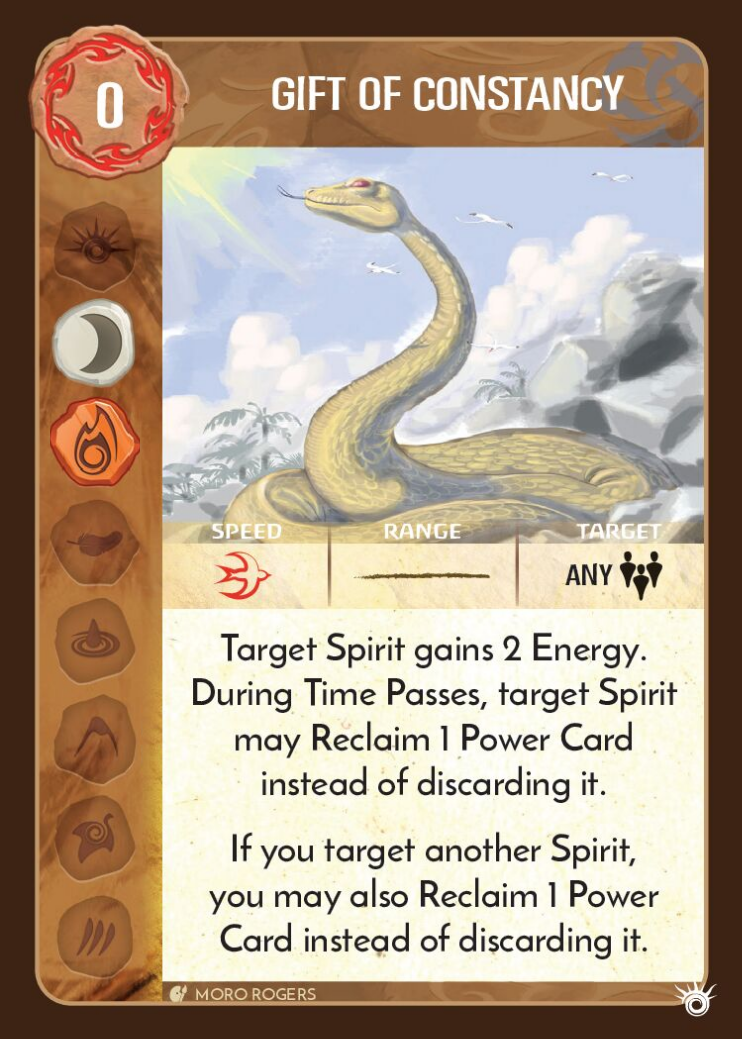 0
GIFT OF CONSTANCY
SPEED RANGE TARGET
ANY
Target Spirit gains 2 Energy.
During Time Passes, target Spirit
may Reclaim 1 Power Card
instead of discarding it.
If you target another Spirit,
you may also Reclaim 1 Power
Card instead of discarding it.
MORO ROGERS